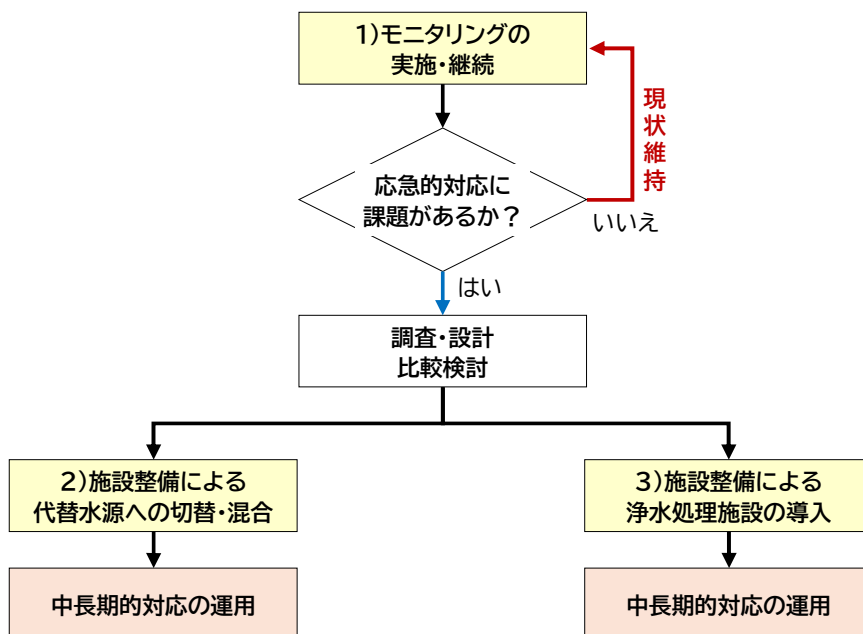 1)モニタリングの
実施・継続
現状維持
応急的対応に
課題があるか？
いいえ
はい
調査・設計
比較検討
2)施設整備による
代替水源への切替・混合
3)施設整備による
浄水処理施設の導入
中長期的対応の運用
中長期的対応の運用